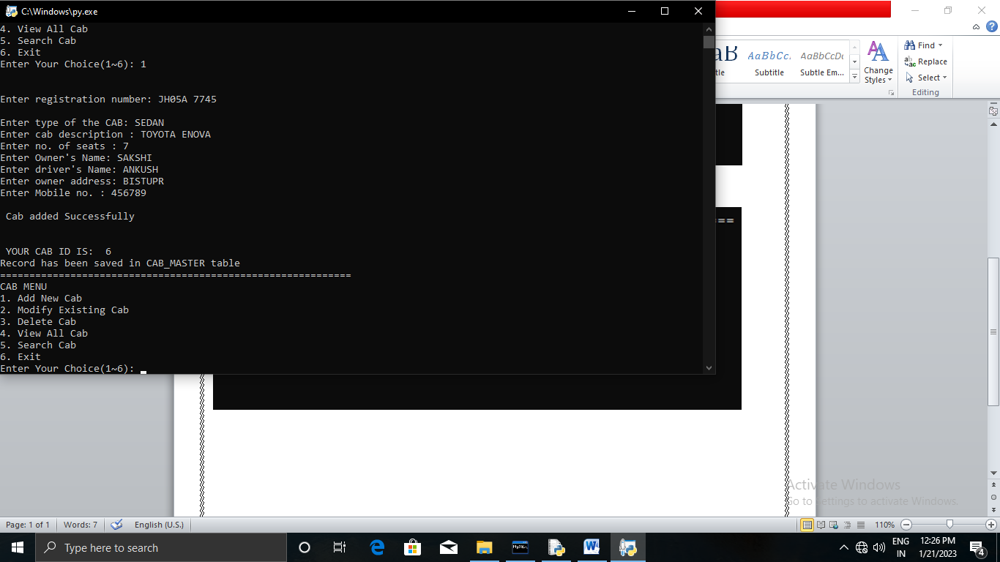 C:\Windows\py.exe
4. View All Cab
5. Search Cab
6. Exit
Enter Your Choice(1~6): 1
Enter registration number: JH05A 7745
Enter type of the CAB: SEDAN
Enter cab description : TOYOTA ENOVA
Enter no. of seats : 7
Enter Owner's Name: SAKSHI
Enter driver's Name: ANKUSH
Enter owner address: BISTUPR
Enter Mobile no. : 456789
Cab added Successfully
YOUR CAB ID IS:  6
Record has been saved in CAB_MASTER table
============================================================
CAB MENU
1. Add New Cab
2. Modify Existing Cab
3. Delete Cab
4. View All Cab
5. Search Cab
6. Exit
Enter Your Choice(1~6):
AaBbCc. AaBbCcDc
Subtitle Subtle Em...
Change
Styles
Find
Replace
Select
Editing
==
Activate Windows
Go to Settings to activate Windows.
Page: 1 of 1 Words: 7 English (U.S.) 110%
Type here to search
MySQL
ENG
IN
12:26 PM
1/21/2023
4